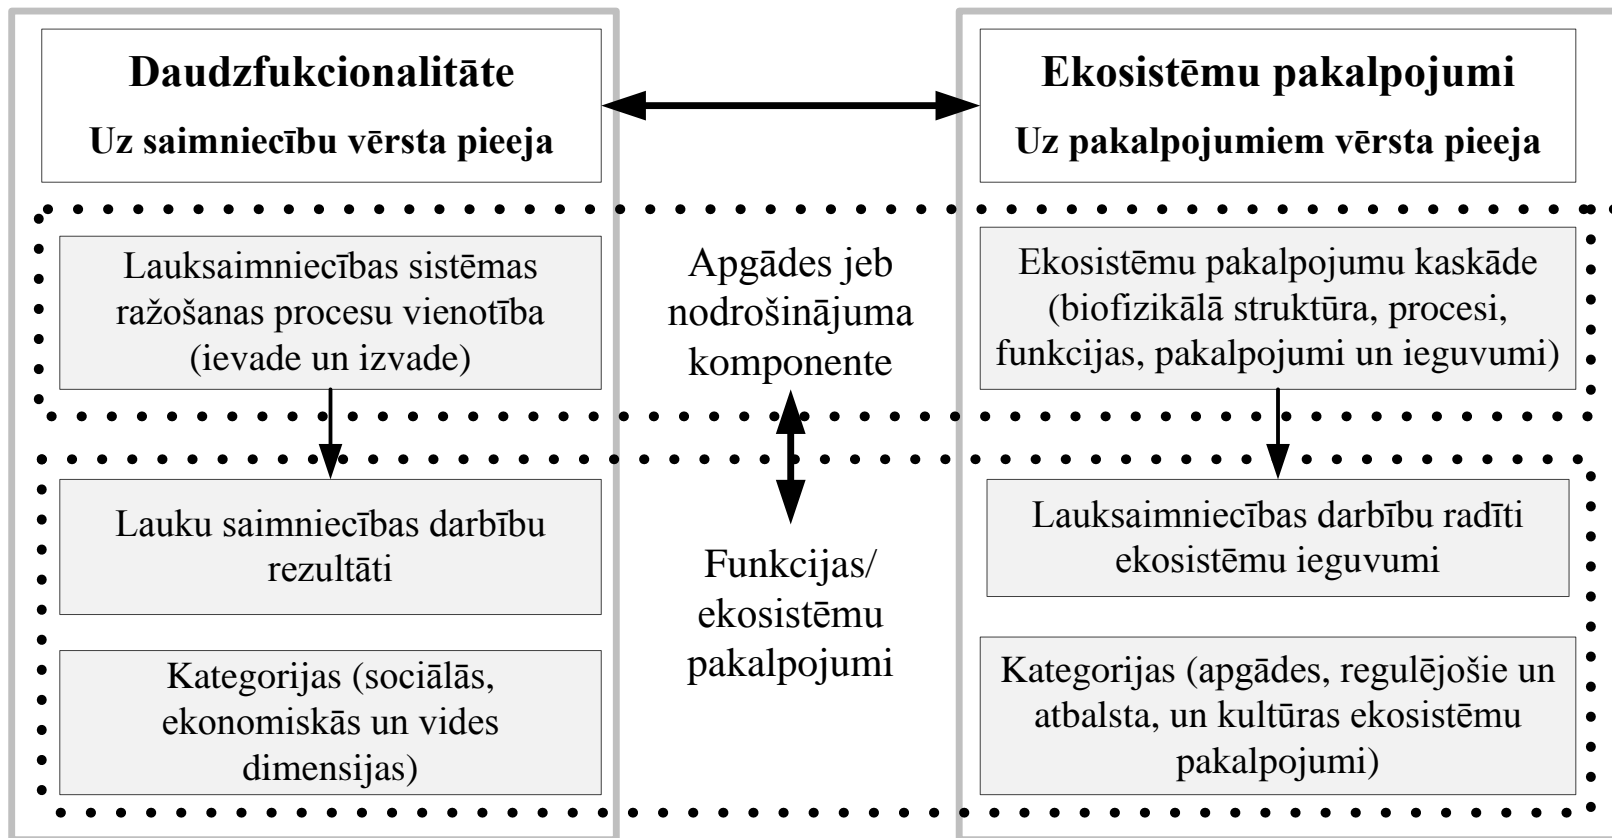 Daudzfukcionalitāte
Uz saimniecību vērsta pieeja
Ekosistēmu pakalpojumi
Uz pakalpojumiem vērsta pieeja
Lauksaimniecības sistēmas
ražošanas procesu vienotība
(ievade un izvade)
Apgādes jeb
nodrošinājuma
komponente
Ekosistēmu pakalpojumu kaskāde
(biofizikālā struktūra, procesi,
funkcijas, pakalpojumi un ieguvumi)
Lauku saimniecības darbību
rezultāti
Funkcijas/
ekosistēmu
pakalpojumi
Lauksaimniecības darbību radīti
ekosistēmu ieguvumi
Kategorijas (sociālās,
ekonomiskās un vides
dimensijas)
Kategorijas (apgādes, regulējošie un
atbalsta, un kultūras ekosistēmu
pakalpojumi)